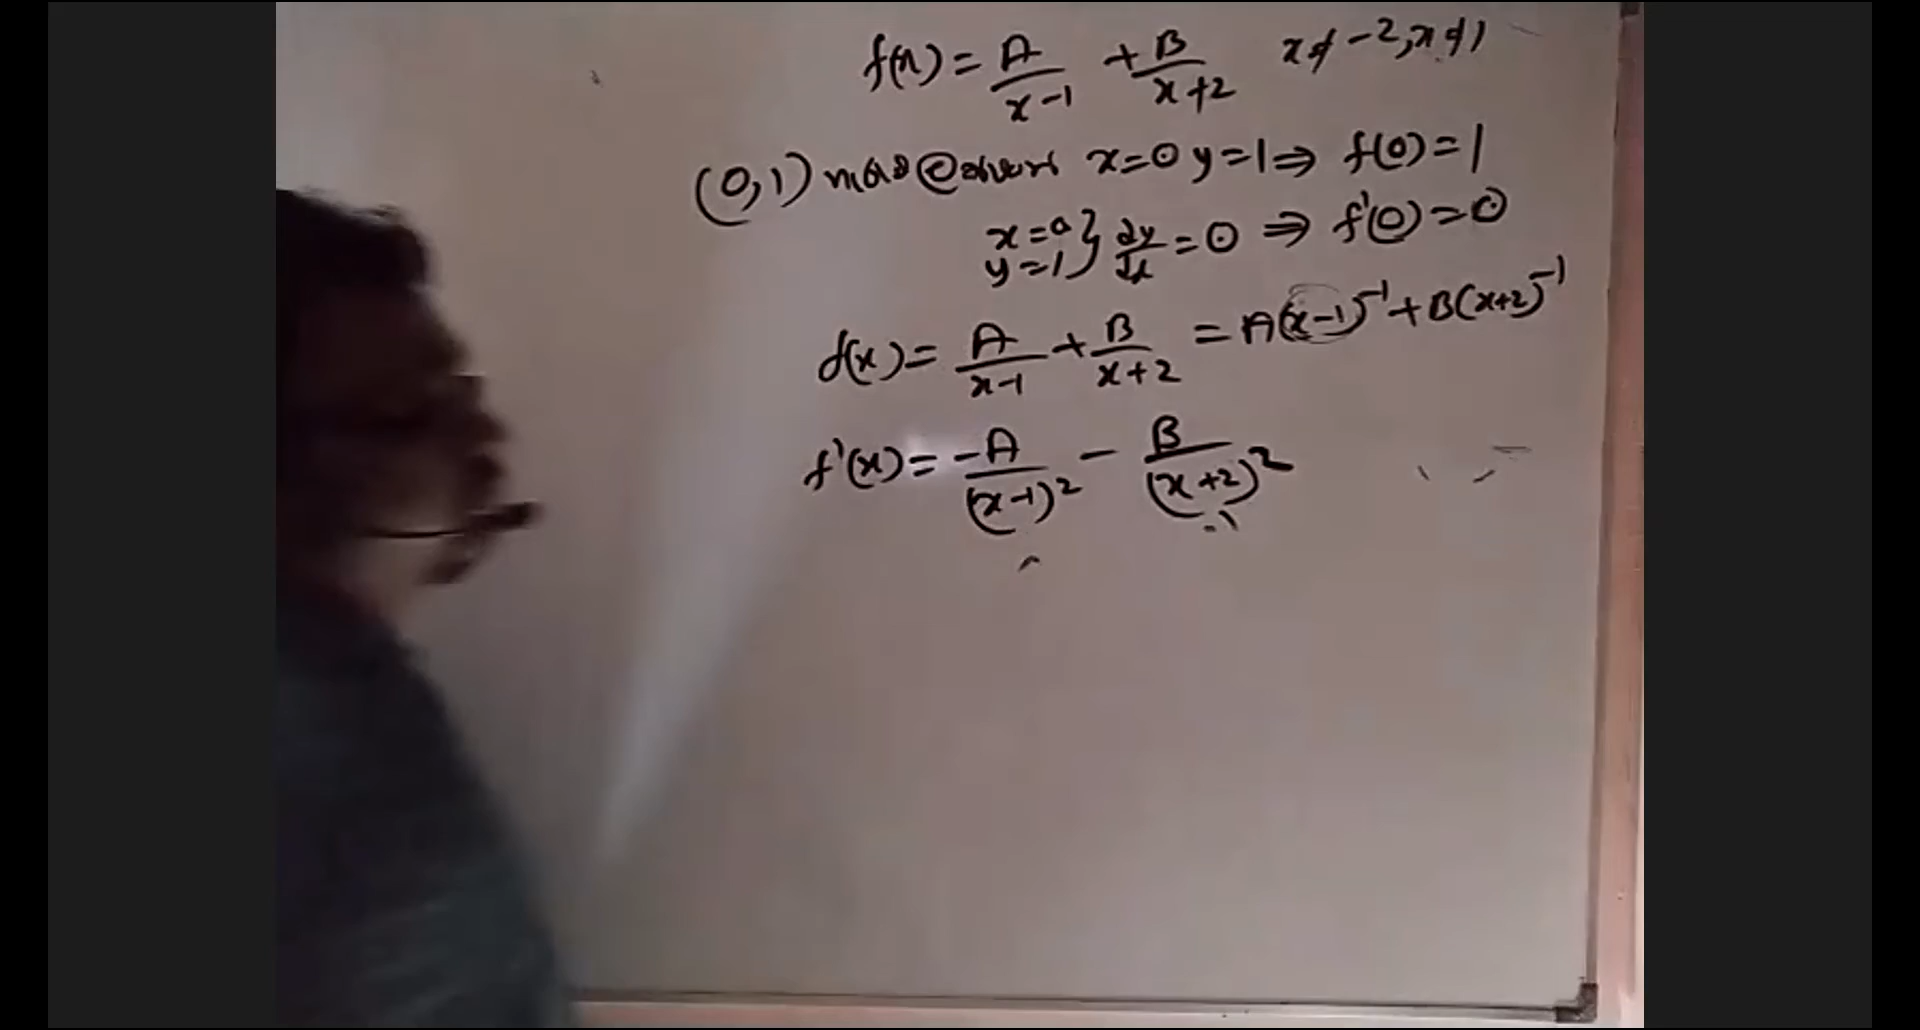 f(x) = A/(x-1) + B/(x+2) x ≠ -2, x ≠ 1
(0,1) x=0 y=1 ⇒ f(0) = 1
x=0 y=1 } dy/dx = 0 ⇒ f'(0) = 0
f(x) = A/(x-1) + B/(x+2) = A(x-1)^-1 + B(x+2)^-1
f'(x) = -A/(x-1)^2 - B/(x+2)^2